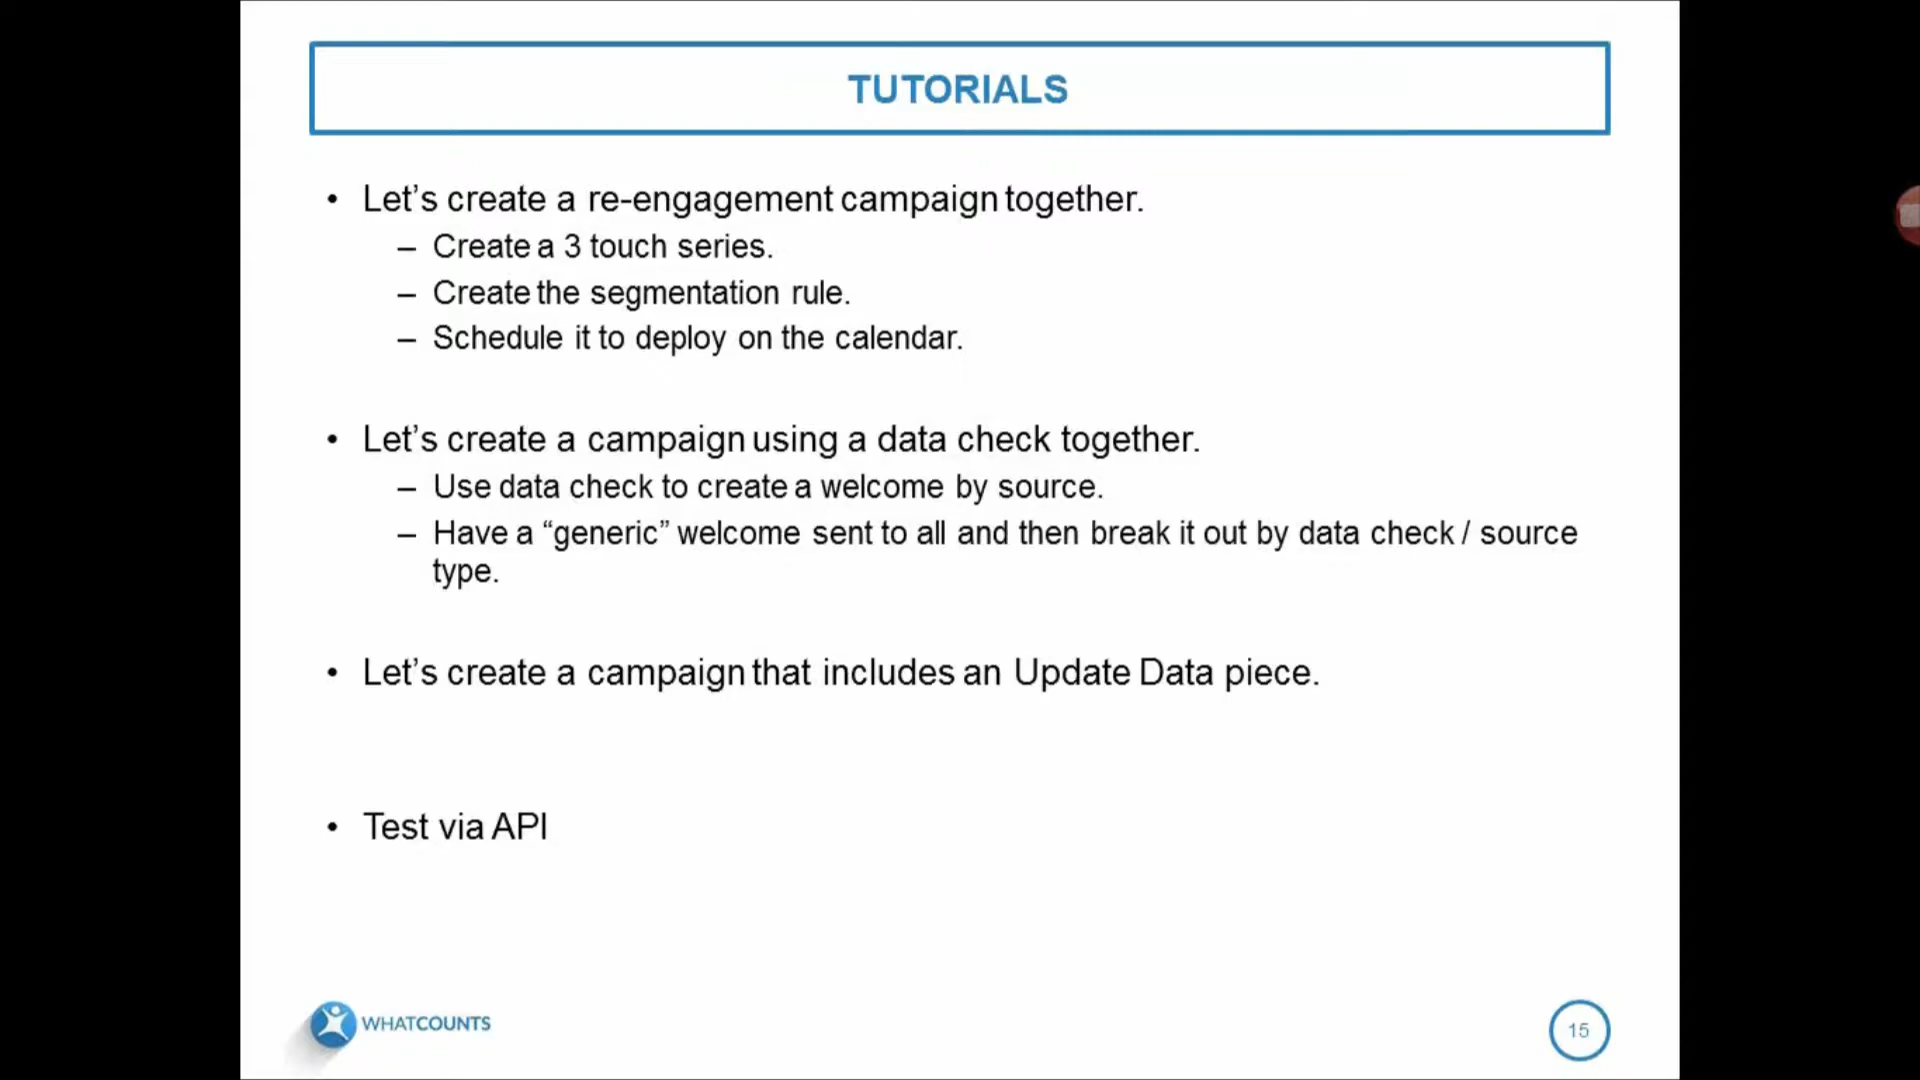 TUTORIALS
• Let’s create a re-engagement campaign together.
– Create a 3 touch series.
– Create the segmentation rule.
– Schedule it to deploy on the calendar.
• Let’s create a campaign using a data check together.
– Use data check to create a welcome by source.
– Have a “generic” welcome sent to all and then break it out by data check / source
type.
• Let’s create a campaign that includes an Update Data piece.
• Test via API
WHATCOUNTS
15